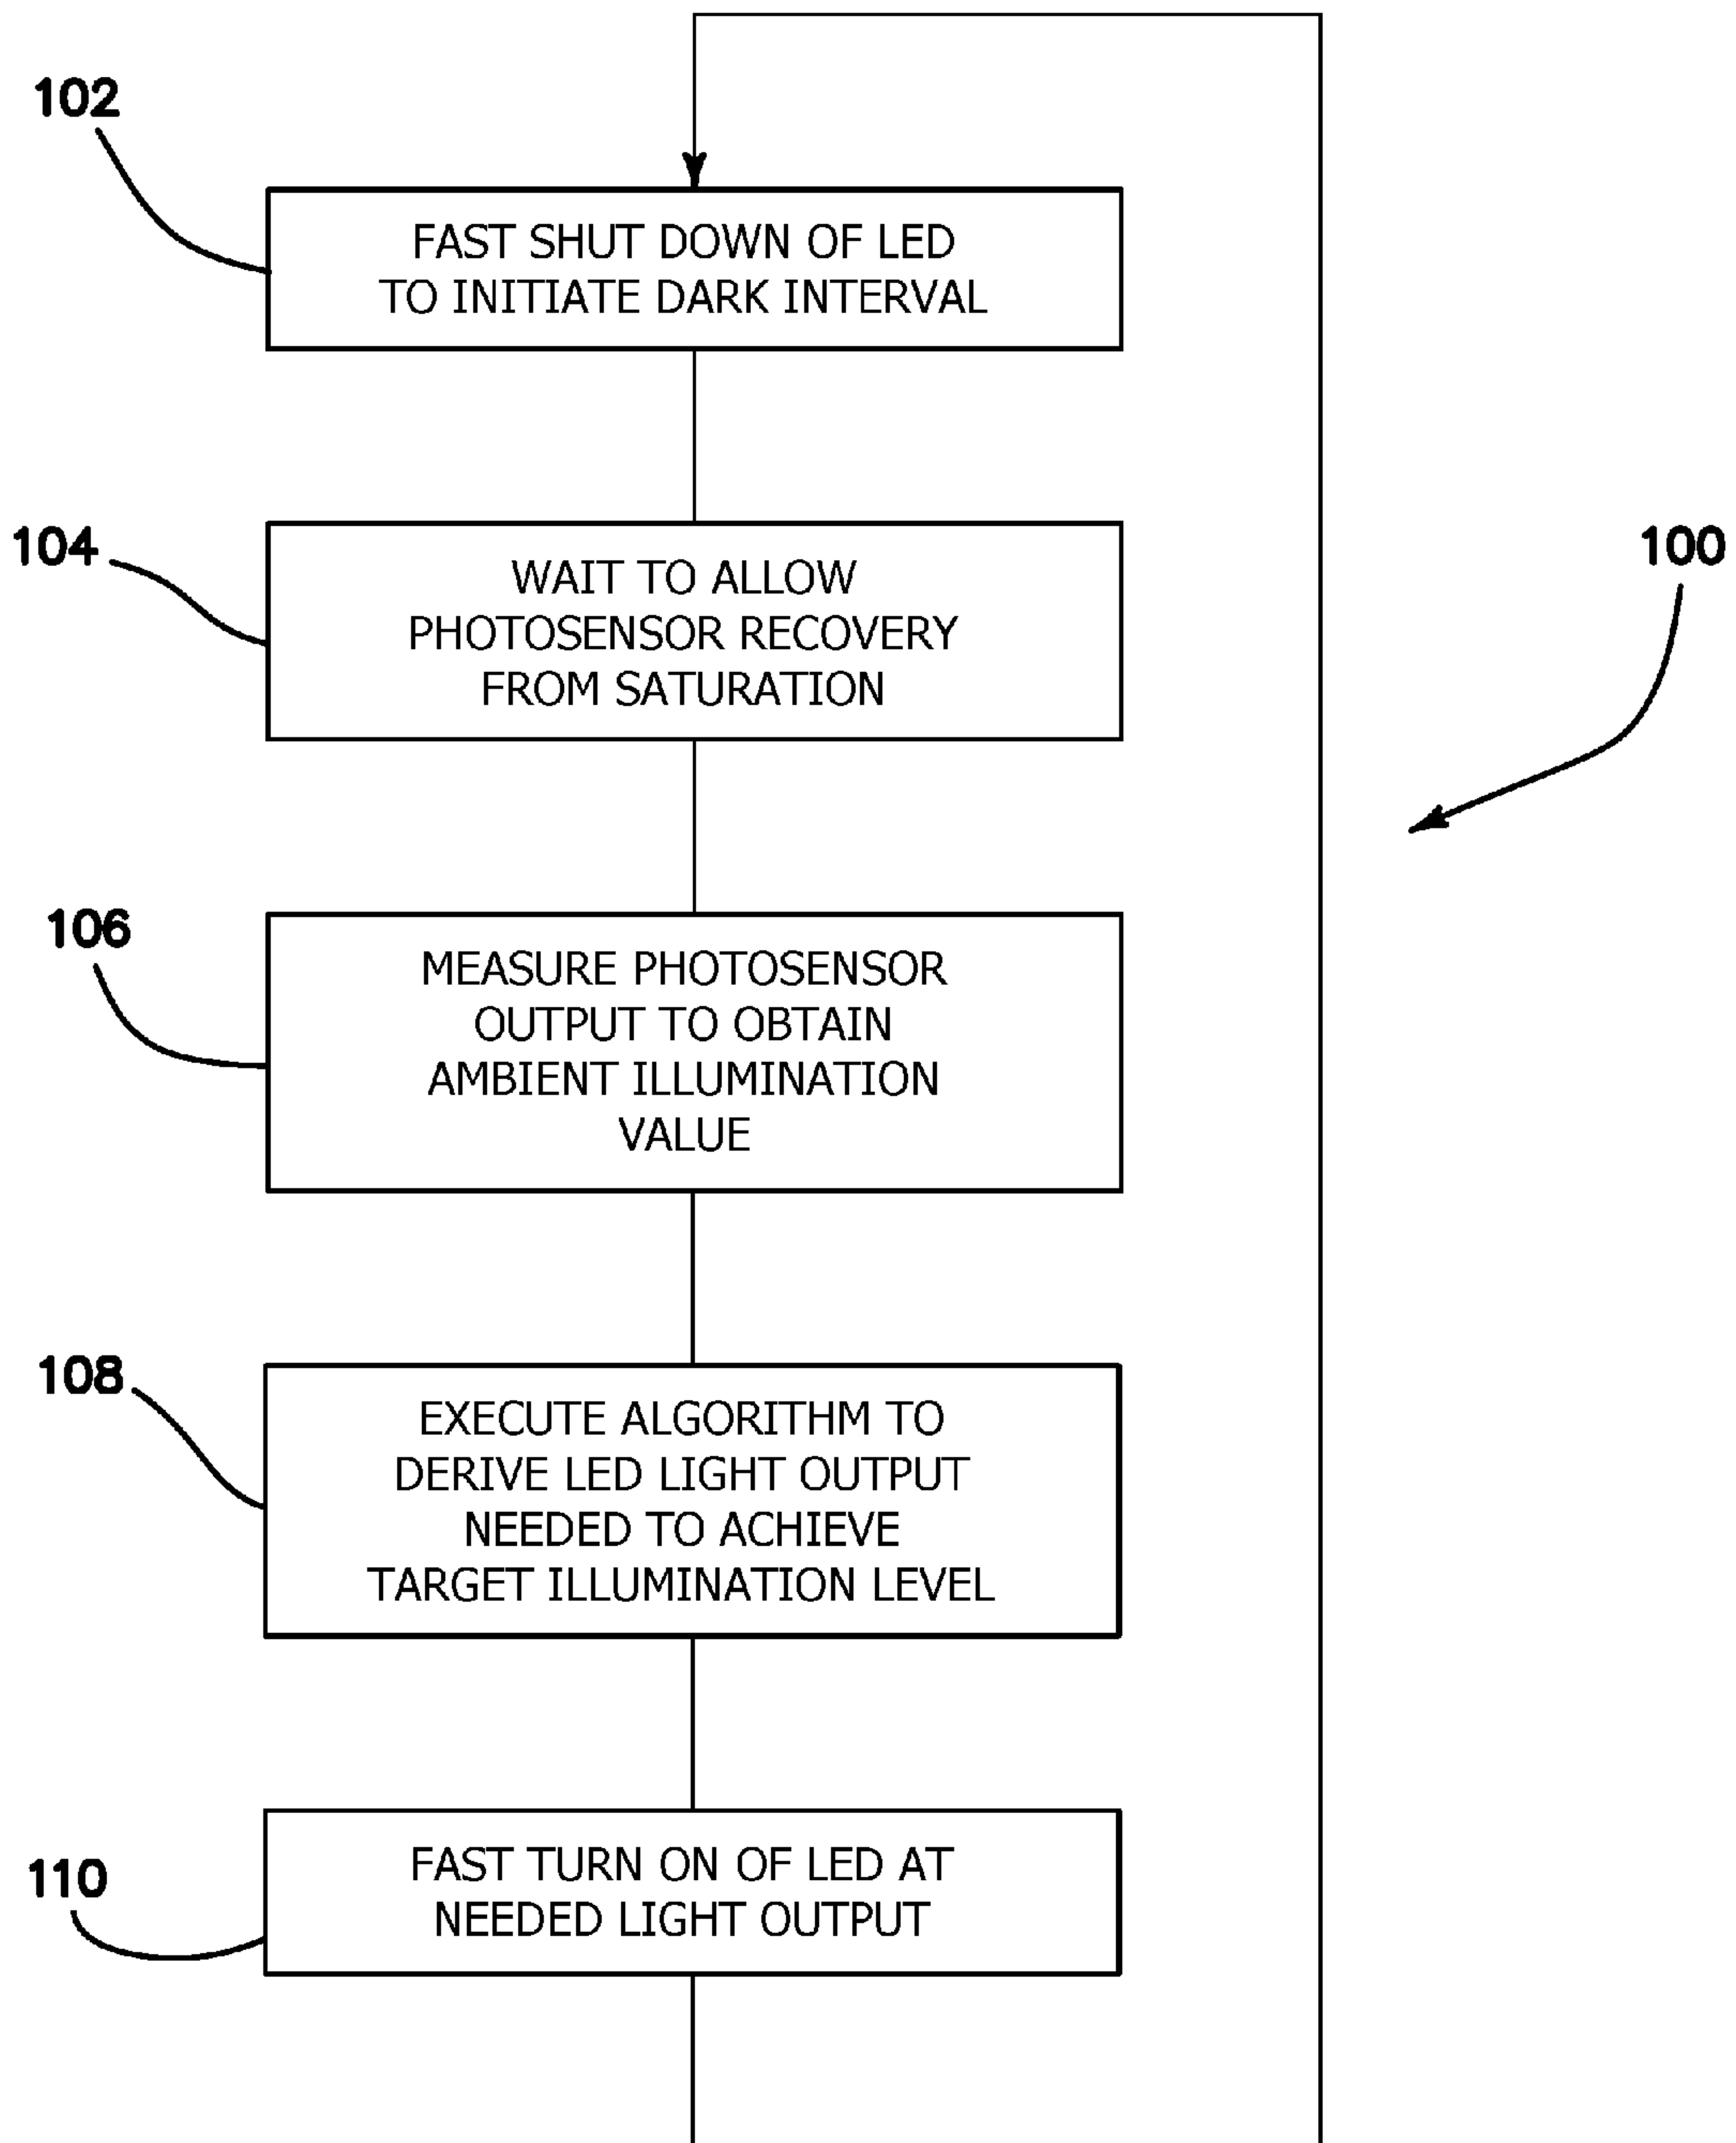 102
FAST SHUT DOWN OF LED
TO INITIATE DARK INTERVAL
104
WAIT TO ALLOW
PHOTOSENSOR RECOVERY
FROM SATURATION
100
106
MEASURE PHOTOSENSOR
OUTPUT TO OBTAIN
AMBIENT ILLUMINATION
VALUE
108
EXECUTE ALGORITHM TO
DERIVE LED LIGHT OUTPUT
NEEDED TO ACHIEVE
TARGET ILLUMINATION LEVEL
110
FAST TURN ON OF LED AT
NEEDED LIGHT OUTPUT